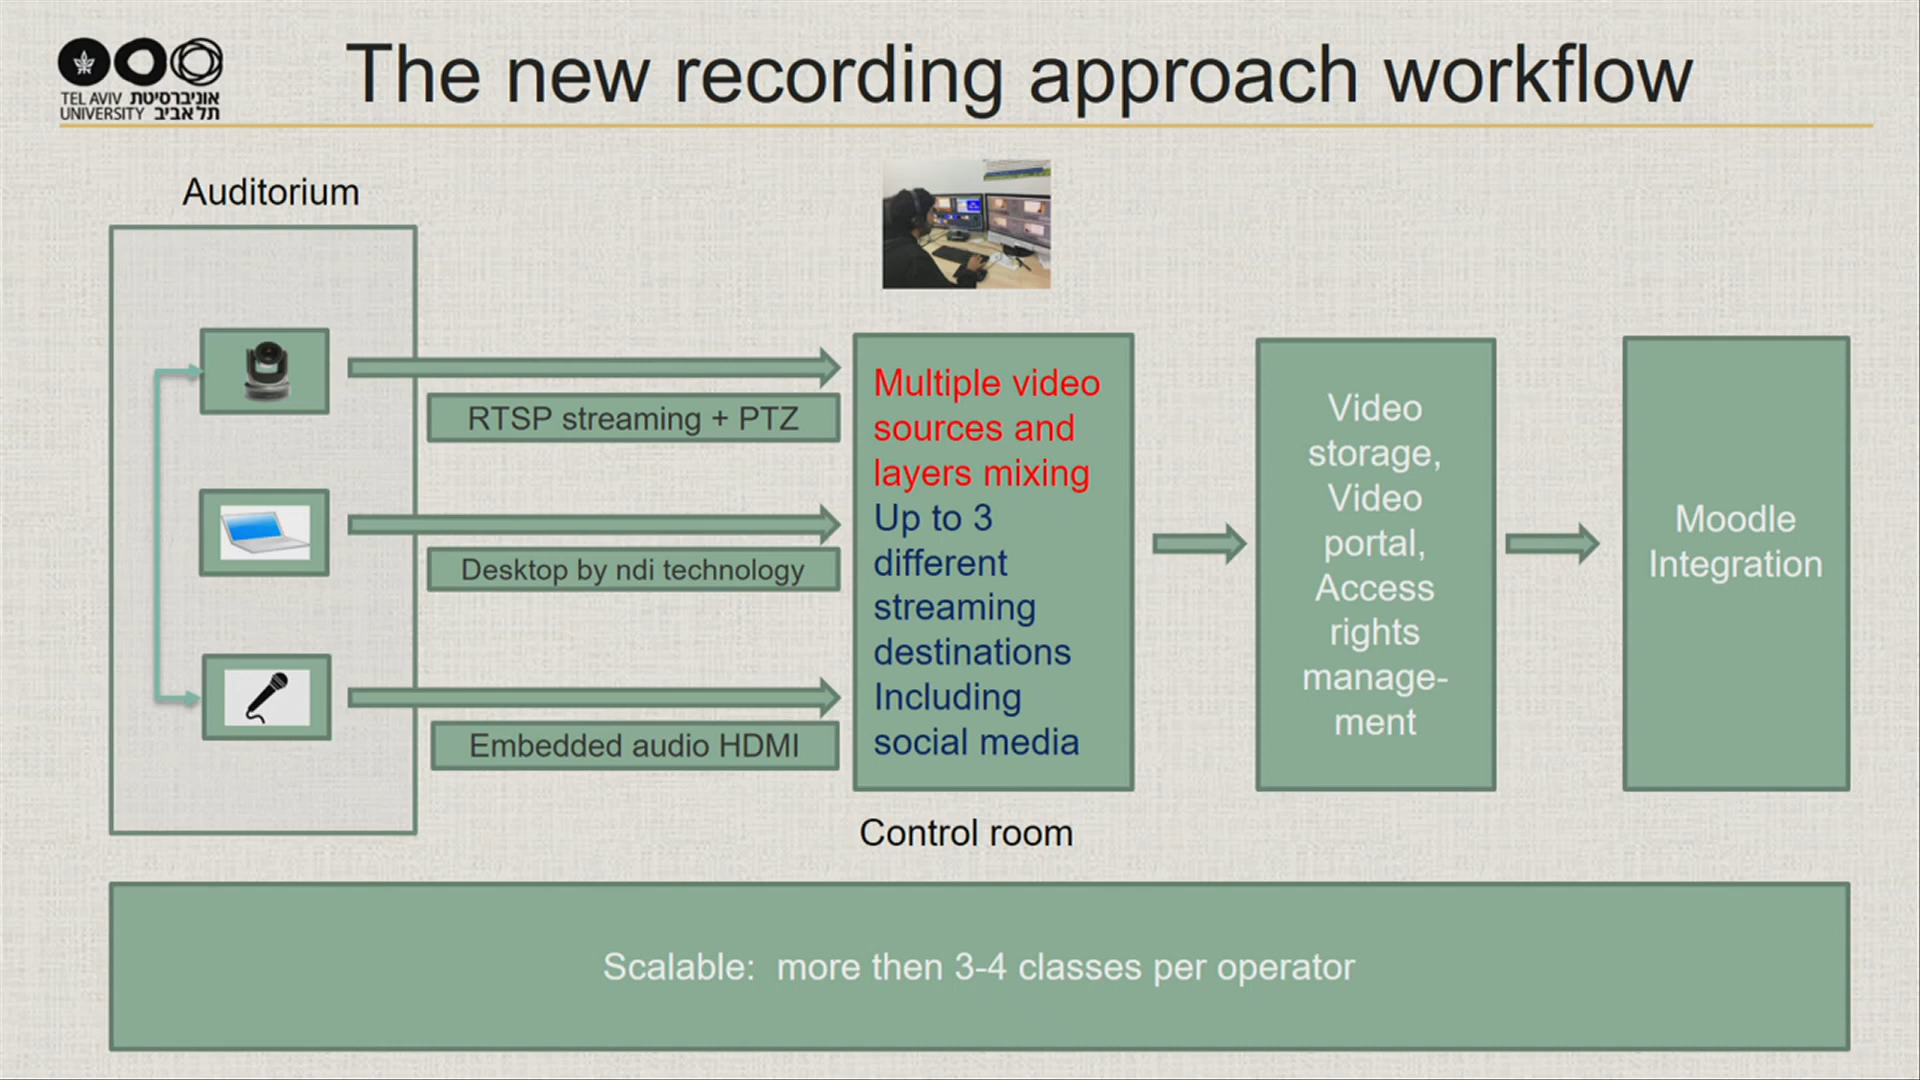 The new recording approach workflow
TEL AVIV אוניברסיטת
UNIVERSITY תל אביב
Auditorium
RTSP streaming + PTZ
Desktop by ndi technology
Embedded audio HDMI
Multiple video
sources and
layers mixing
Up to 3
different
streaming
destinations
Including
social media
Control room
Video
storage,
Video
portal,
Access
rights
manage-
ment
Moodle
Integration
Scalable:  more then 3-4 classes per operator